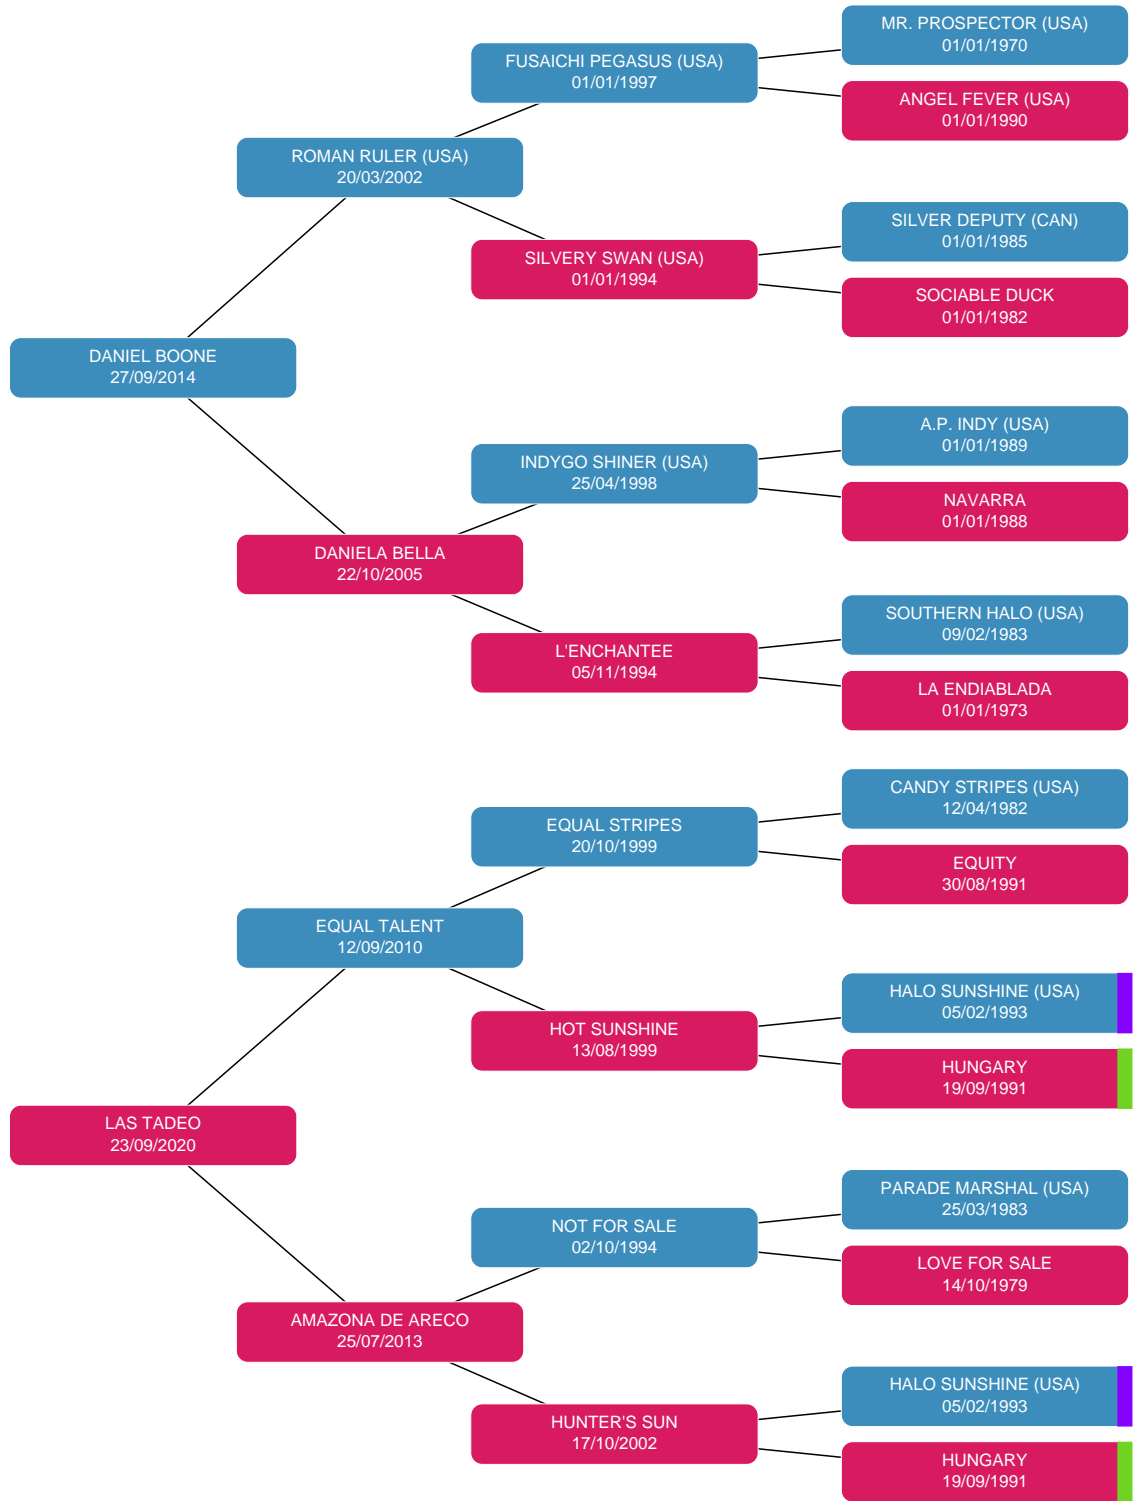 MR. PROSPECTOR (USA)
01/01/1970
FUSAICHI PEGASUS (USA)
01/01/1997
ANGEL FEVER (USA)
01/01/1990
ROMAN RULER (USA)
20/03/2002
SILVER DEPUTY (CAN)
01/01/1985
SILVERY SWAN (USA)
01/01/1994
SOCIABLE DUCK
01/01/1982
DANIEL BOONE
27/09/2014
A.P. INDY (USA)
01/01/1989
INDYGO SHINER (USA)
25/04/1998
NAVARRA
01/01/1988
DANIELA BELLA
22/10/2005
SOUTHERN HALO (USA)
09/02/1983
L'ENCHANTEE
05/11/1994
LA ENDIABLADA
01/01/1973
CANDY STRIPES (USA)
12/04/1982
EQUAL STRIPES
20/10/1999
EQUITY
30/08/1991
EQUAL TALENT
12/09/2010
HALO SUNSHINE (USA)
05/02/1993
HOT SUNSHINE
13/08/1999
HUNGARY
19/09/1991
LAS TADEO
23/09/2020
PARADE MARSHAL (USA)
25/03/1983
NOT FOR SALE
02/10/1994
LOVE FOR SALE
14/10/1979
AMAZONA DE ARECO
25/07/2013
HALO SUNSHINE (USA)
05/02/1993
HUNTER'S SUN
17/10/2002
HUNGARY
19/09/1991